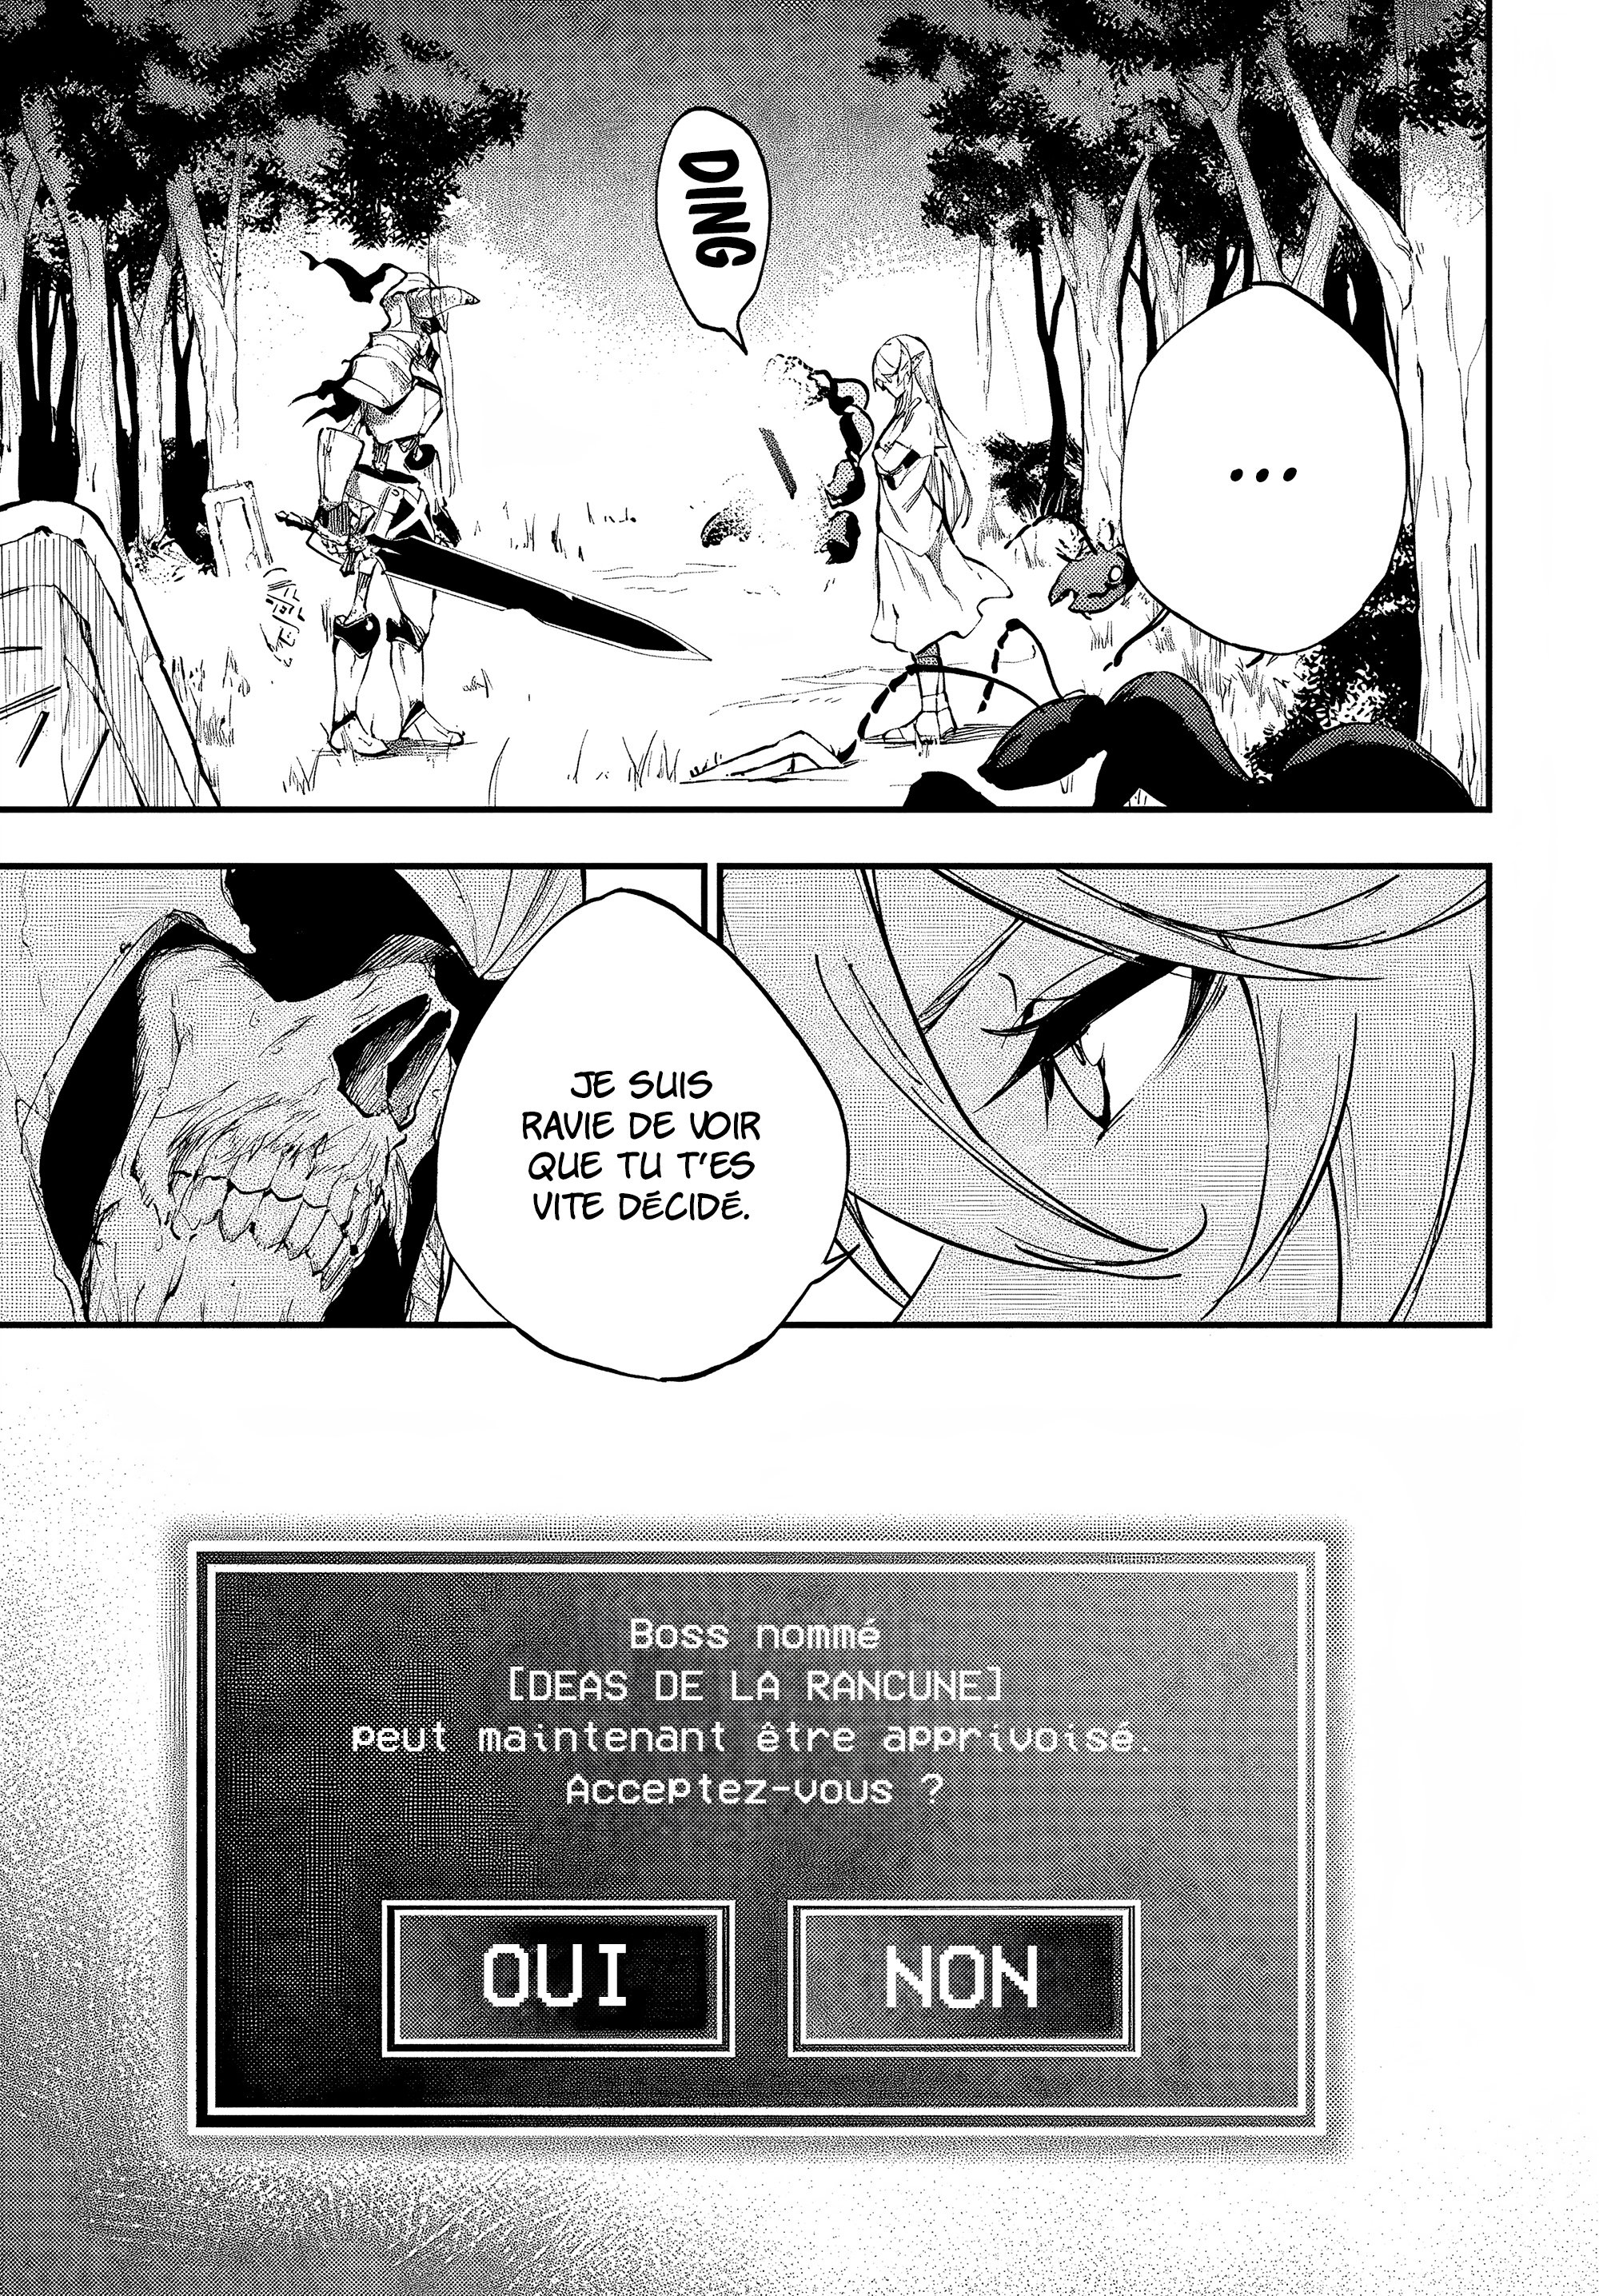 ...
DING
JE SUIS
RAVIE DE VOIR
QUE TU T'ES
VITE DÉCIDÉ.
Boss nommé
[DEAS DE LA RANCUNE]
peut maintenant être apprivoisé.
Acceptez-vous ?
OUI
NON